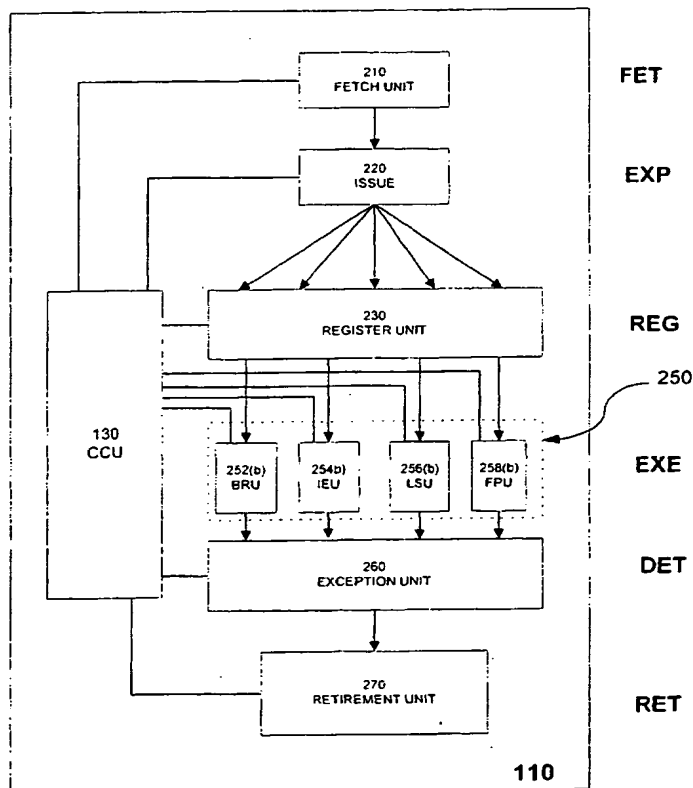 210
FETCH UNIT
FET
220
ISSUE
EXP
230
REGISTER UNIT
REG
250
130
CCU
252(b)
BRU
254b)
IEU
256(b)
LSU
258(b)
FPU
EXE
260
EXCEPTION UNIT
DET
270
RETIREMENT UNIT
RET
110